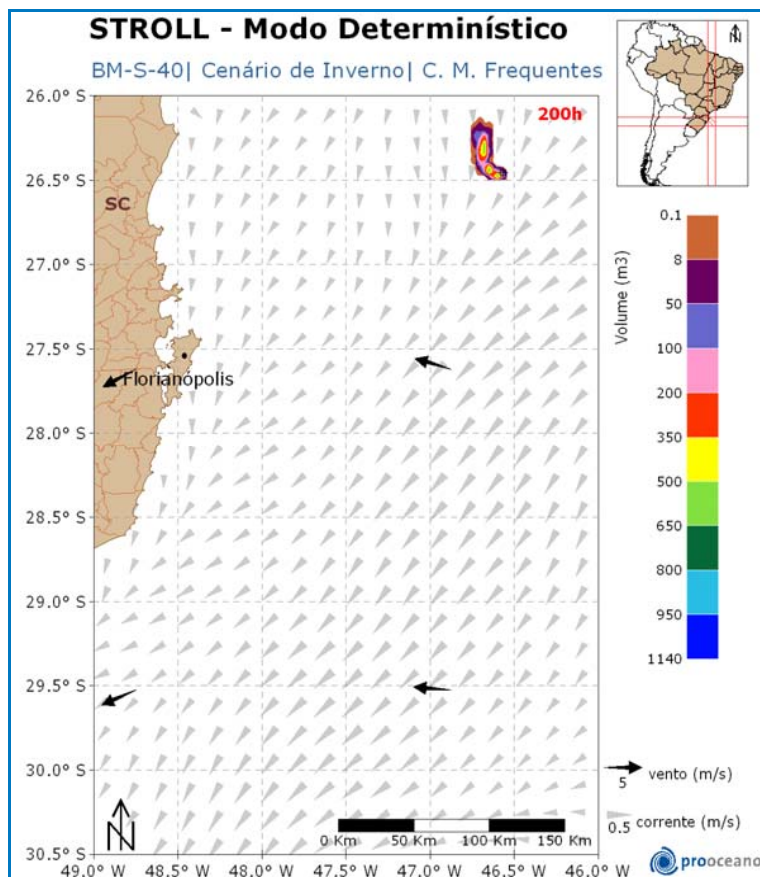 STROLL - Modo Determinístico
BM-S-40| Cenário de Inverno| C. M. Frequentes
N
26.0° S
200h
26.5° S
SC
27.0° S
27.5° S
Florianópolis
28.0° S
28.5° S
29.0° S
29.5° S
30.0° S
30.5° S
N
0 Km 50 Km 100 Km 150 Km
49.0° W 48.5° W 48.0° W 47.5° W 47.0° W 46.5° W 46.0° W
Volume (m3)
0.1
8
50
100
200
350
500
650
800
950
1140
5 vento (m/s)
0.5 corrente (m/s)
prooceano